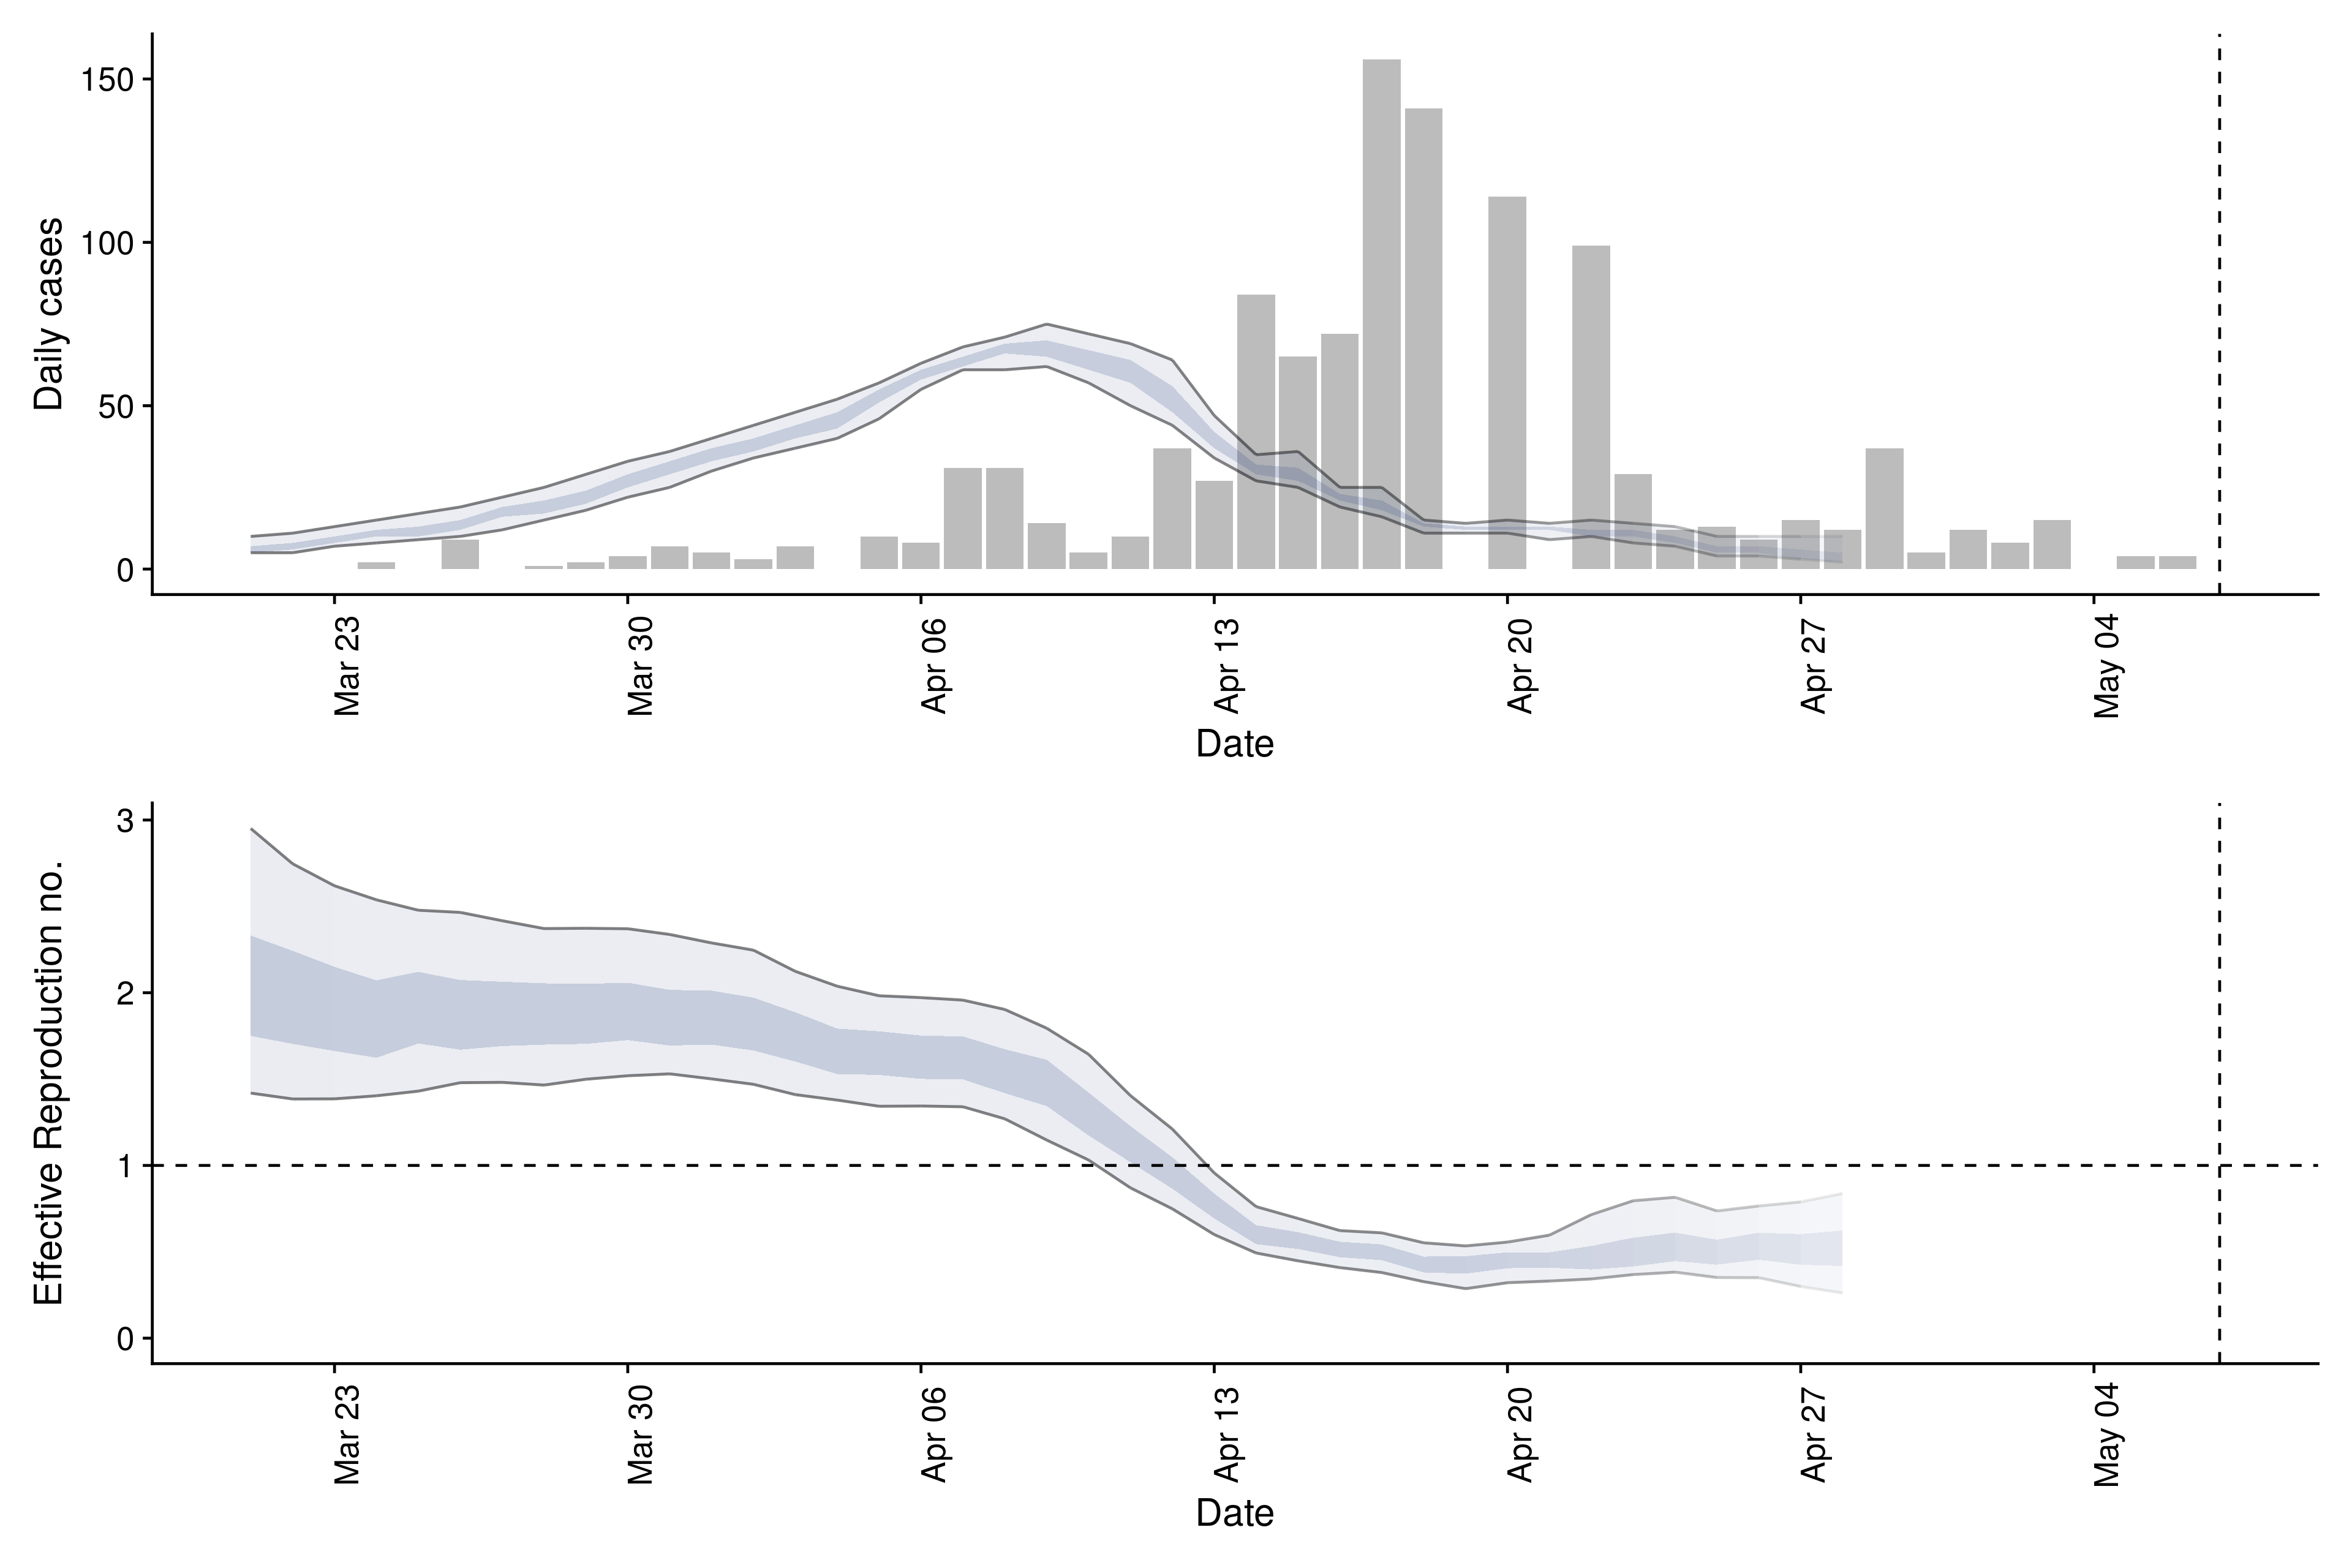 Daily cases
150
100
50
0
Mar 23
Mar 30
Apr 06
Apr 13
Apr 20
Apr 27
May 04
Date
Effective Reproduction no.
3
2
1
0
Mar 23
Mar 30
Apr 06
Apr 13
Apr 20
Apr 27
May 04
Date